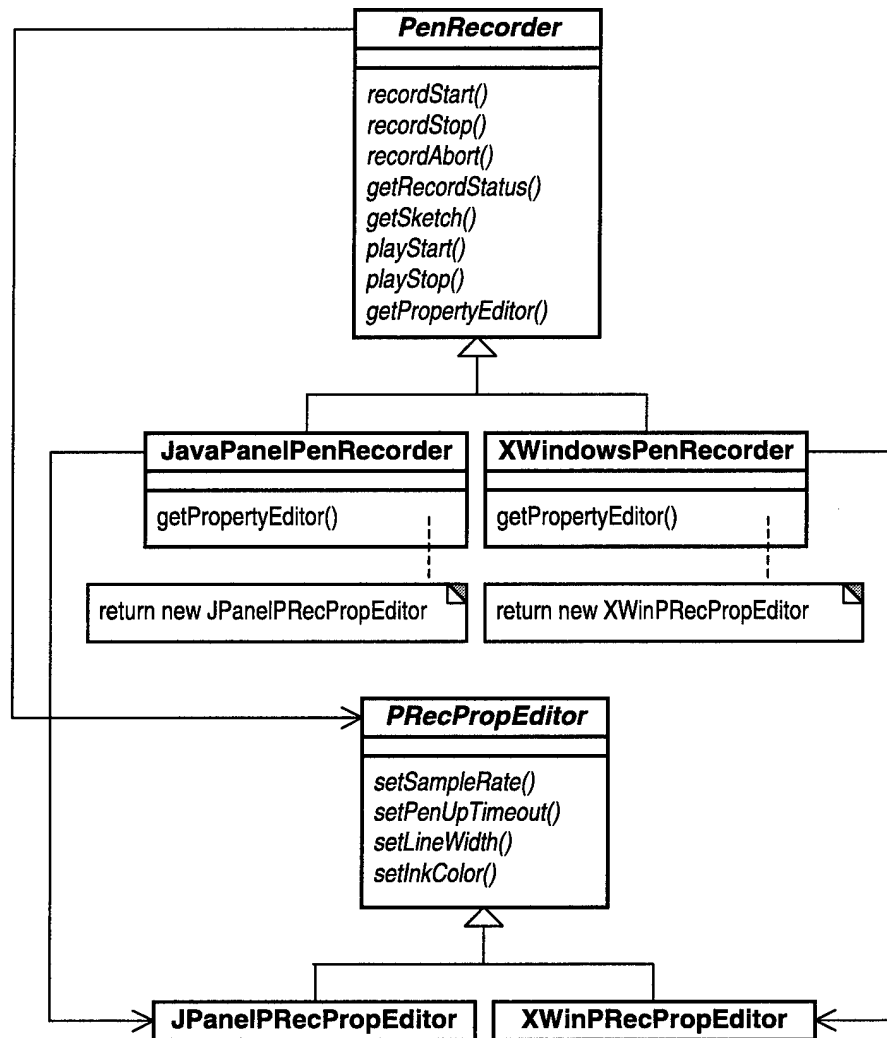 PenRecorder
recordStart()
recordStop()
recordAbort()
getRecordStatus()
getSketch()
playStart()
playStop()
getPropertyEditor()
JavaPanelPenRecorder
getPropertyEditor()
return new JPanelPRecPropEditor
XWindowsPenRecorder
getPropertyEditor()
return new XWinPRecPropEditor
PRecPropEditor
setSampleRate()
setPenUpTimeout()
setLineWidth()
setInkColor()
JPanelPRecPropEditor
XWinPRecPropEditor